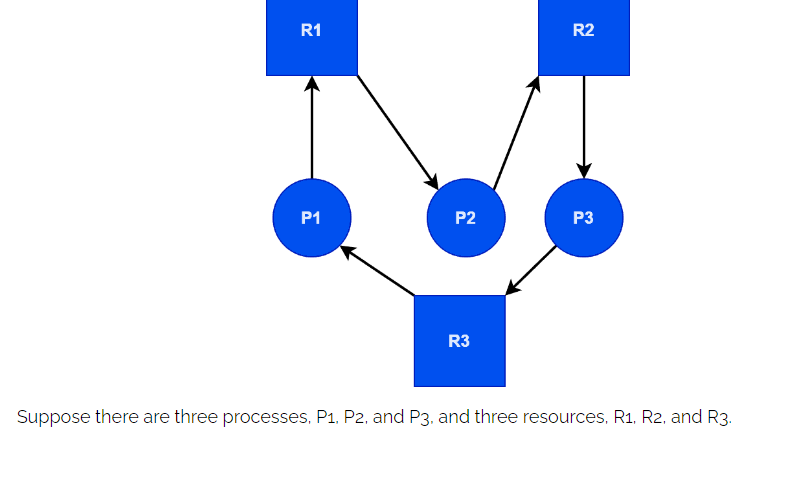 R1 R2
P1 P2 P3
R3
Suppose there are three processes, P1, P2, and P3, and three resources, R1, R2, and R3.